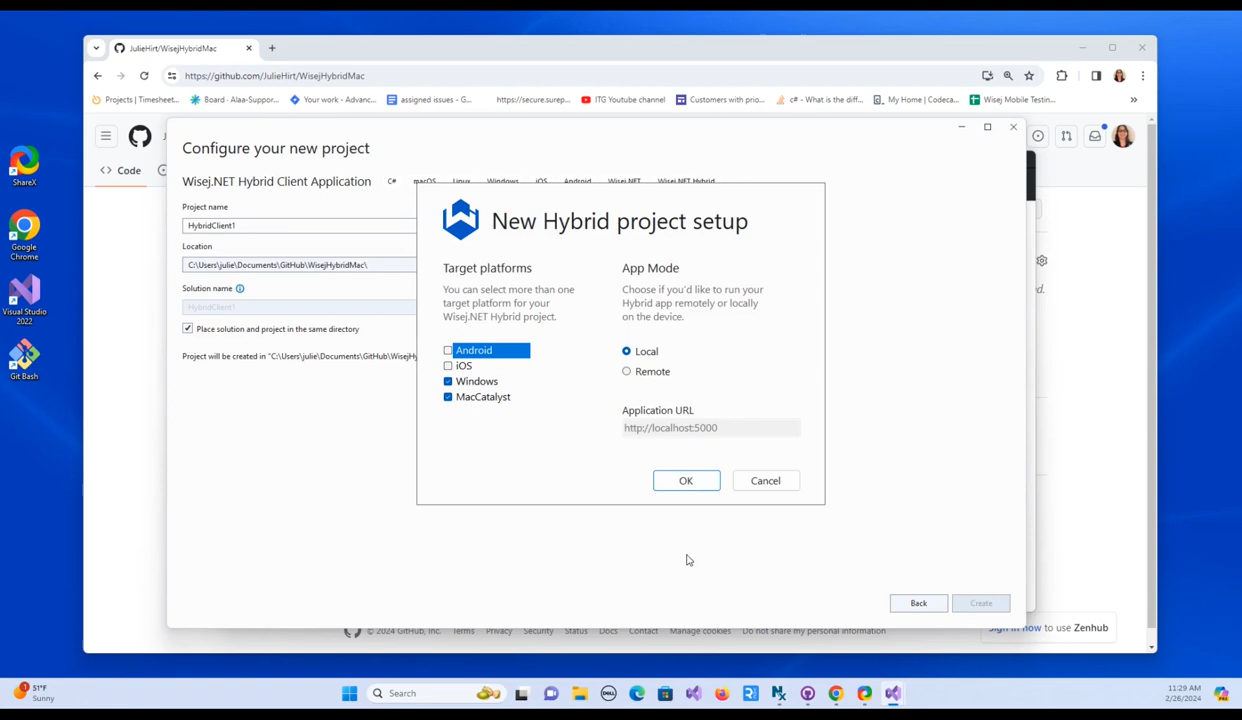 JulieHirt/WisejHybridMac
https://github.com/JulieHirt/WisejHybridMac
Projects | Timesheet...
Board - Alaa-Suppor...
Your work - Advanc...
assigned issues - G...
https://secure.surep...
ITG Youtube channel
Customers with prio...
c# - What is the diff...
My Home | Codeca...
Wisej Mobile Testin...
ShareX
Google
Chrome
Visual Studio
2022
Git Bash
Code
Configure your new project
Wisej.NET Hybrid Client Application
C#
macOS
Linux
Windows
iOS
Android
Wisej.NET
Wisej.NET Hybrid
Project name
HybridClient1
Location
C:\Users\julie\Documents\GitHub\WisejHybridMac\
Solution name
HybridClient1
Place solution and project in the same directory
Project will be created in "C:\Users\julie\Documents\GitHub\WisejHy
New Hybrid project setup
Target platforms
You can select more than one
target platform for your
Wisej.NET Hybrid project.
Android
iOS
Windows
MacCatalyst
App Mode
Choose if you'd like to run your
Hybrid app remotely or locally
on the device.
Local
Remote
Application URL
http://localhost:5000
OK
Cancel
Back
Create
© 2024 GitHub, Inc.
Terms
Privacy
Security
Status
Docs
Contact
Manage cookies
Do not share my personal information
Sign in now to use Zenhub
51°F
Sunny
Search
11:29 AM
2/26/2024